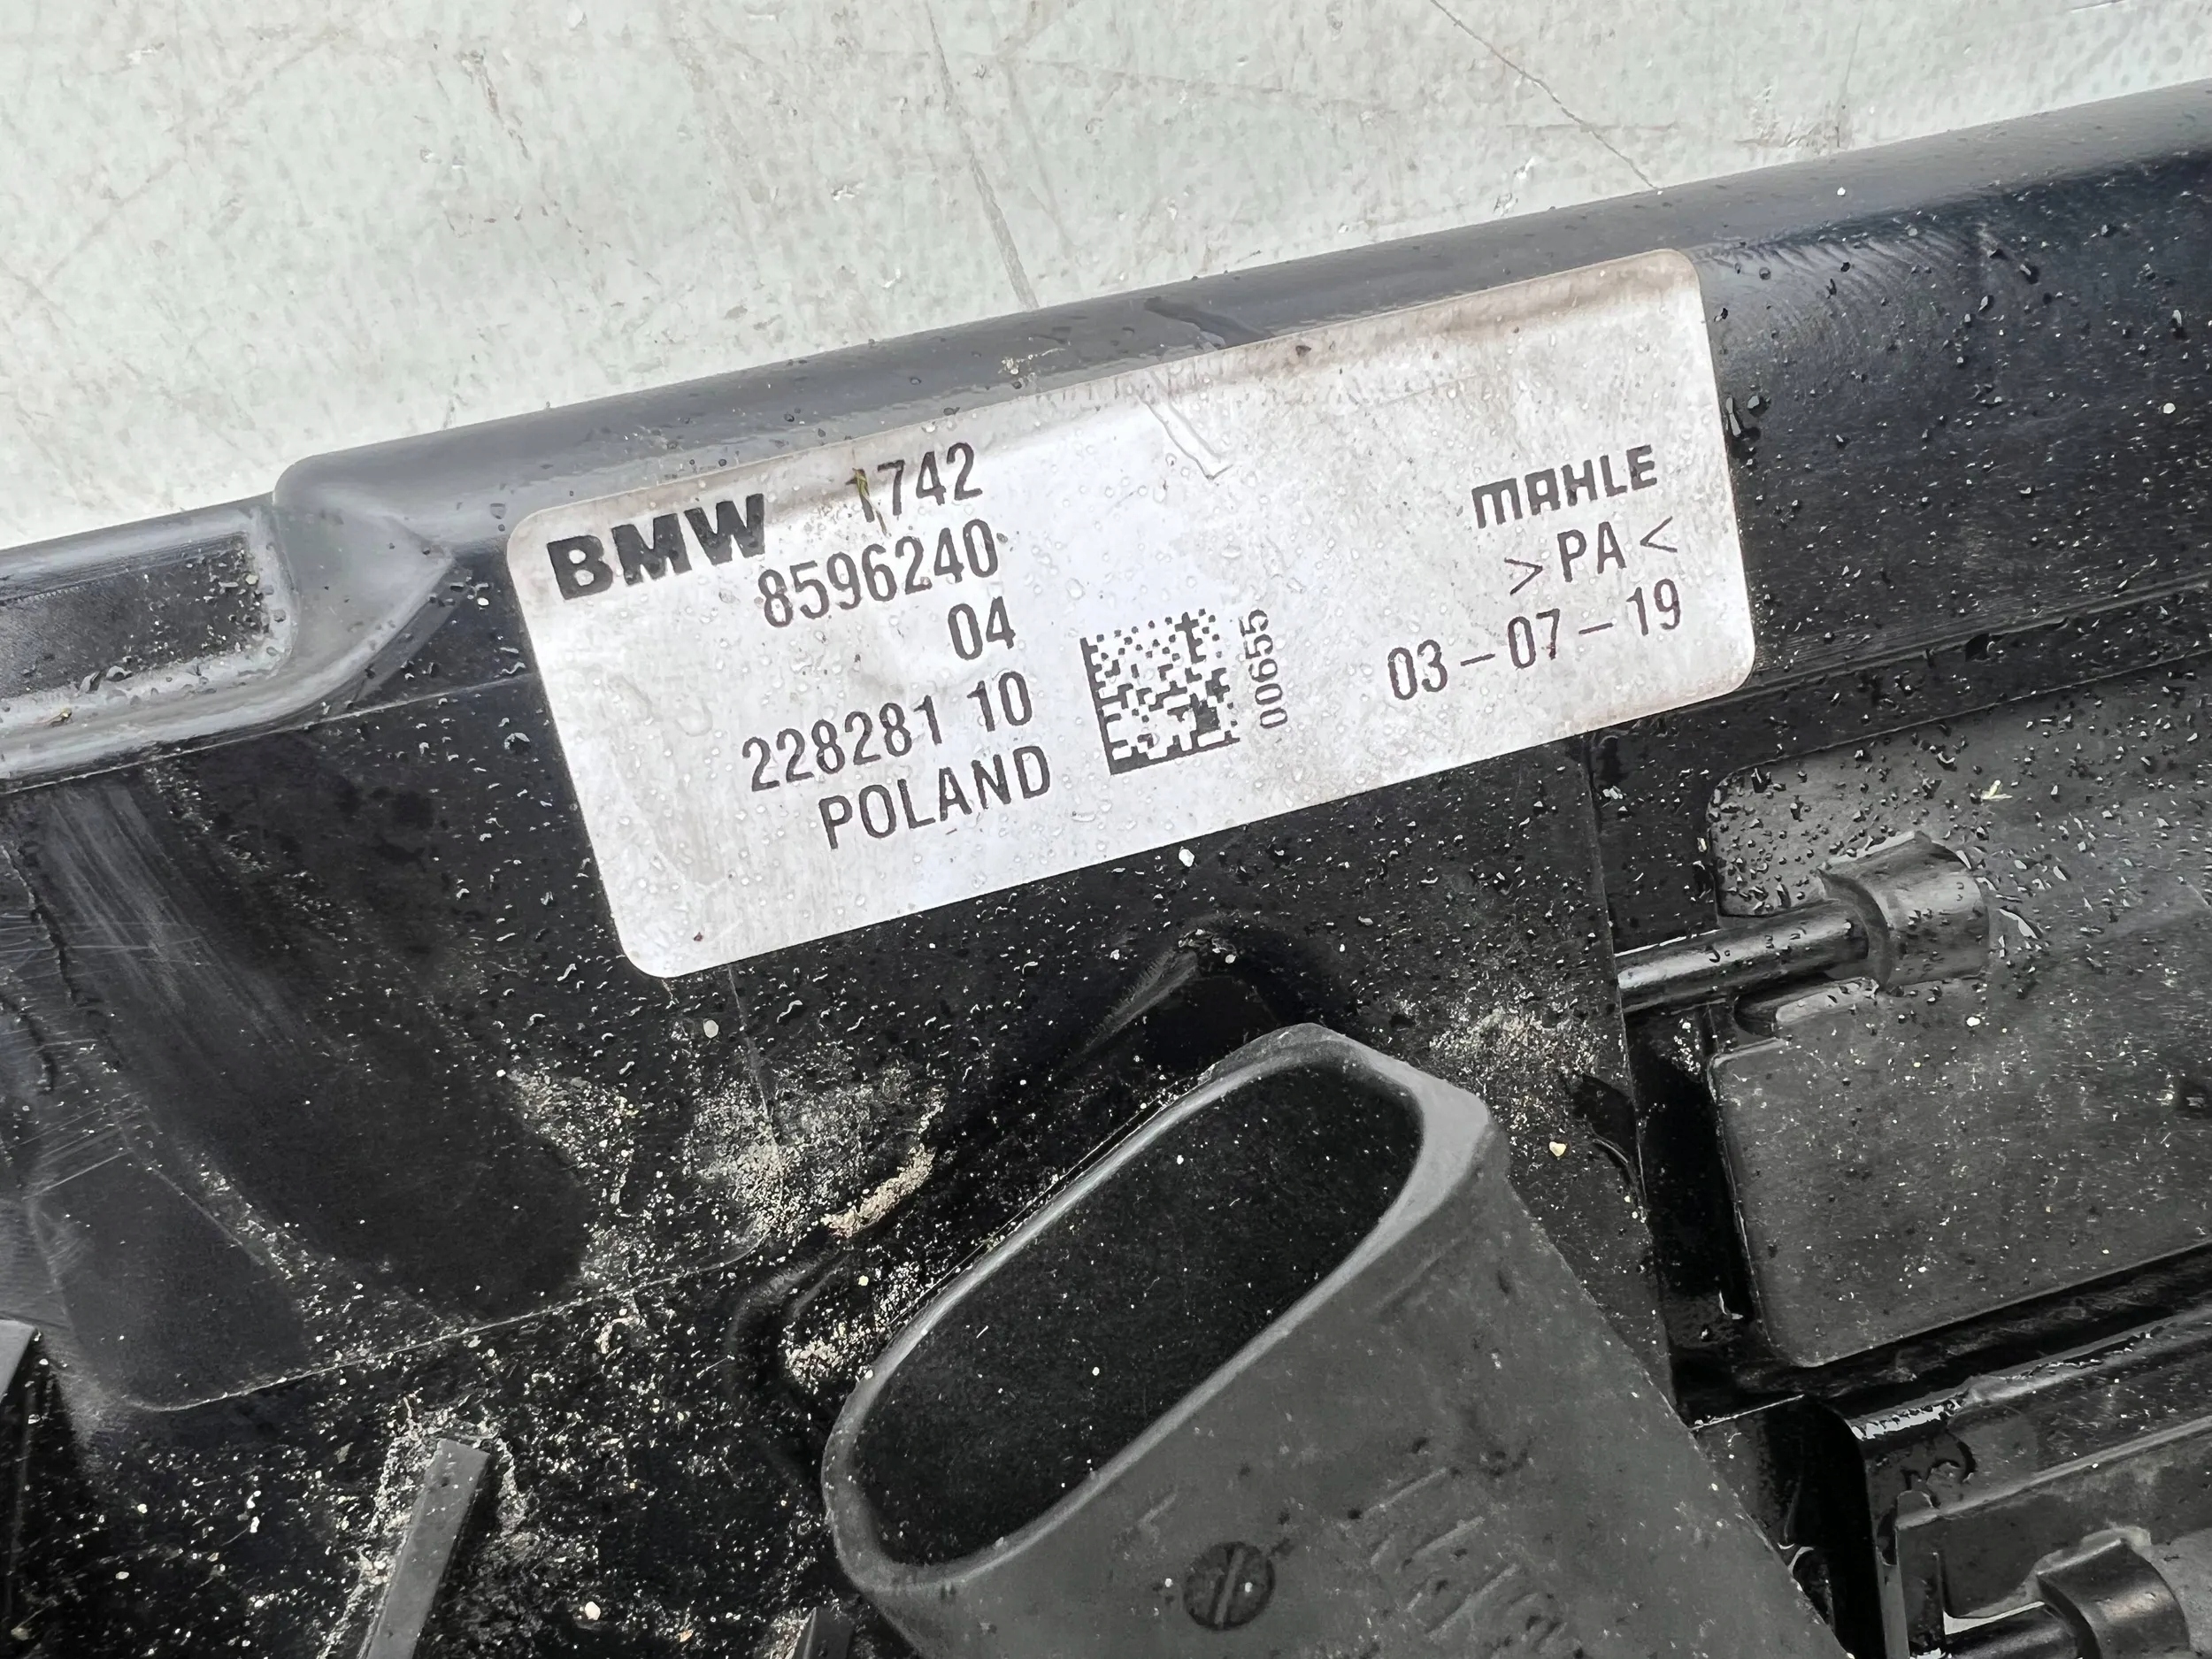 BMW 1742
8596240
04
228281 10
POLAND
00655
MAHLE
>PA<
03-07-19